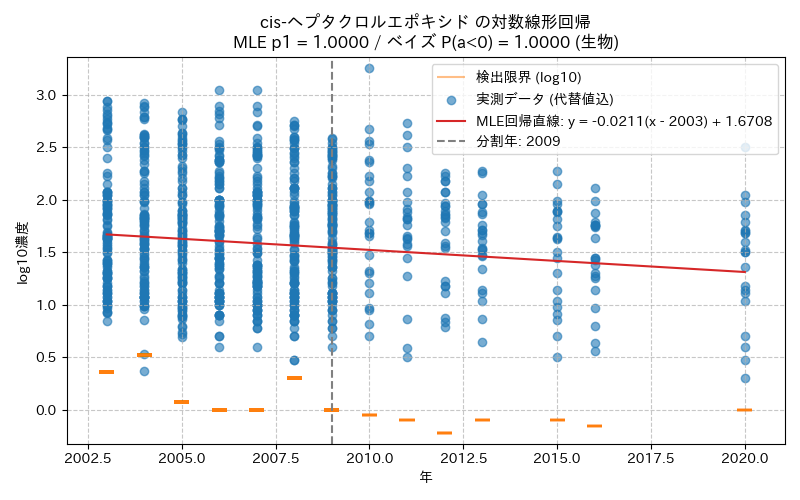 cis-ヘプタクロルエポキシド の対数線形回帰
MLE p1 = 1.0000 / ベイズ P(a<0) = 1.0000 (生物)
検出限界 (log10)
実測データ (代替値込)
MLE回帰直線: y = -0.0211(x - 2003) + 1.6708
分割年: 2009
log10濃度
3.0
2.5
2.0
1.5
1.0
0.5
0.0
2002.5 2005.0 2007.5 2010.0 2012.5 2015.0 2017.5 2020.0
年